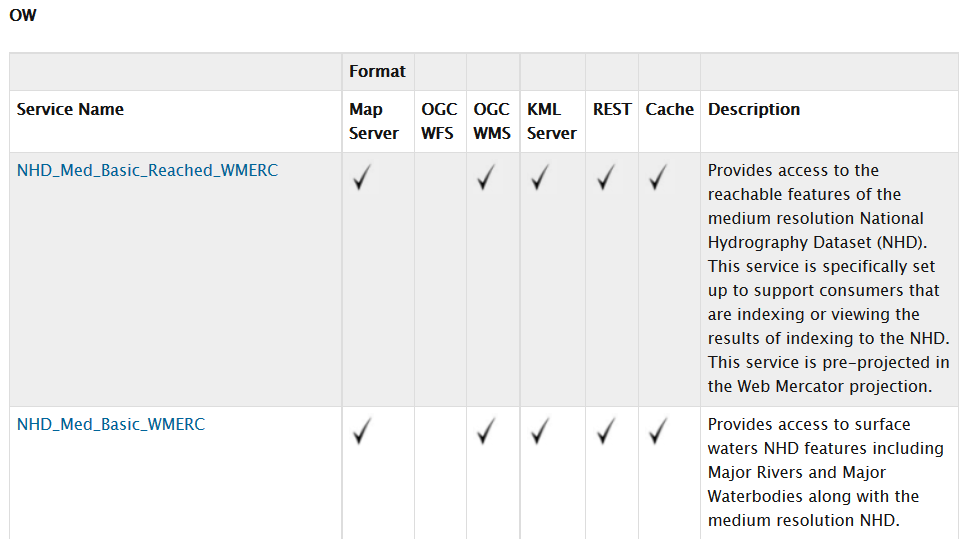 OW
Format
Service Name Map Server OGC WFS OGC WMS KML Server REST Cache Description
NHD_Med_Basic_Reached_WMERC ✓ ✓ ✓ ✓ ✓ Provides access to the
reachable features of the
medium resolution National
Hydrography Dataset (NHD).
This service is specifically set
up to support consumers that
are indexing or viewing the
results of indexing to the NHD.
This service is pre-projected in
the Web Mercator projection.
NHD_Med_Basic_WMERC ✓ ✓ ✓ ✓ ✓ Provides access to surface
waters NHD features including
Major Rivers and Major
Waterbodies along with the
medium resolution NHD.